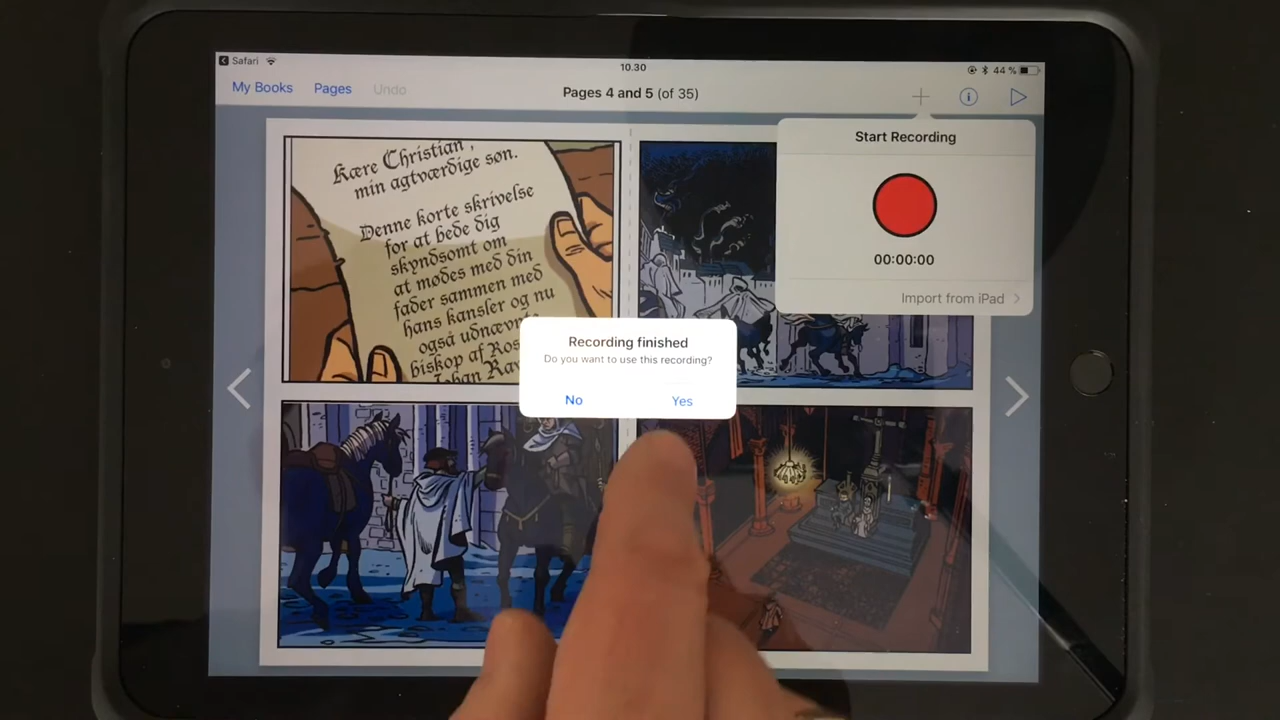 Safari
10.30
44 %
My Books
Pages
Undo
Pages 4 and 5 (of 35)
Start Recording
00:00:00
Import from iPad
Kære Christian,
min agtværdige søn.
Denne korte skrivelse
for at bede dig
skyndsomt om
at mødes med din
fader sammen med
hans kansler og nu
også
biskop af
Recording finished
Do you want to use this recording?
No
Yes